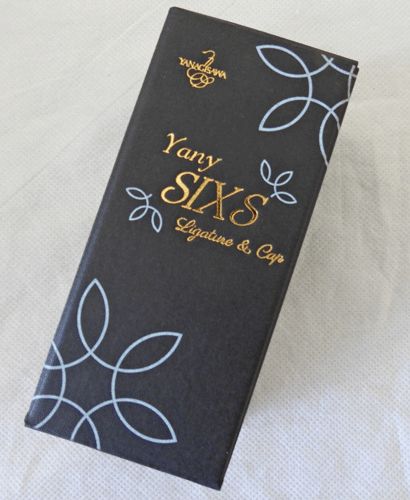 YANAGISAWA
Yany
SIXS
Ligature & Cap